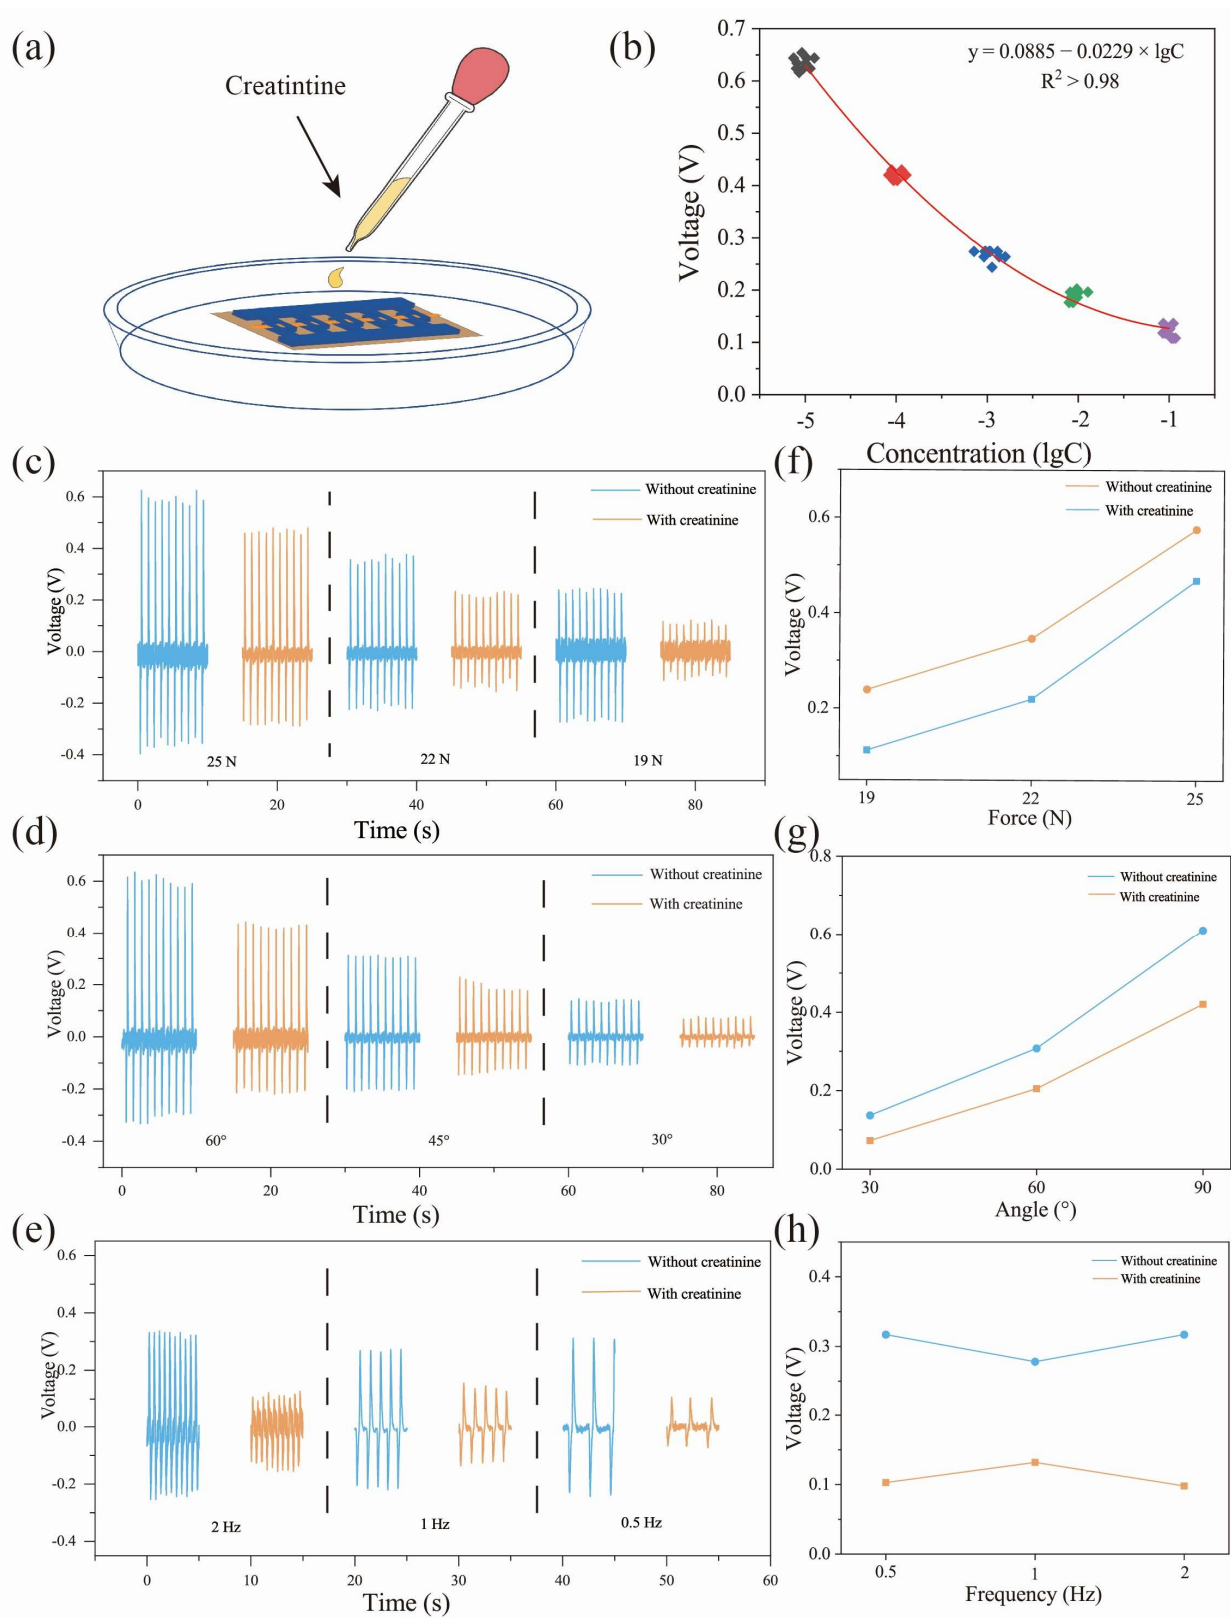 (a)
Creatintine
(b)
y = 0.0885 − 0.0229 × lgC
R² > 0.98
Voltage (V)
0.7
0.6
0.5
0.4
0.3
0.2
0.1
0.0
-5 -4 -3 -2 -1
Concentration (lgC)
(c)
Without creatinine
With creatinine
Voltage (V)
0.6
0.4
0.2
0.0
-0.2
-0.4
25 N 22 N 19 N
0 20 40 60 80
Time (s)
(f)
Without creatinine
With creatinine
Voltage (V)
0.6
0.4
0.2
19 22 25
Force (N)
(d)
Without creatinine
With creatinine
Voltage (V)
0.6
0.4
0.2
0.0
-0.2
-0.4
60° 45° 30°
0 20 40 60 80
Time (s)
(g)
Without creatinine
With creatinine
Voltage (V)
0.8
0.6
0.4
0.2
0.0
30 60 90
Angle (°)
(e)
Without creatinine
With creatinine
Voltage (V)
0.6
0.4
0.2
0.0
-0.2
-0.4
2 Hz 1 Hz 0.5 Hz
0 10 20 30 40 50 60
Time (s)
(h)
Without creatinine
With creatinine
Voltage (V)
0.4
0.3
0.2
0.1
0.0
0.5 1 2
Frequency (Hz)